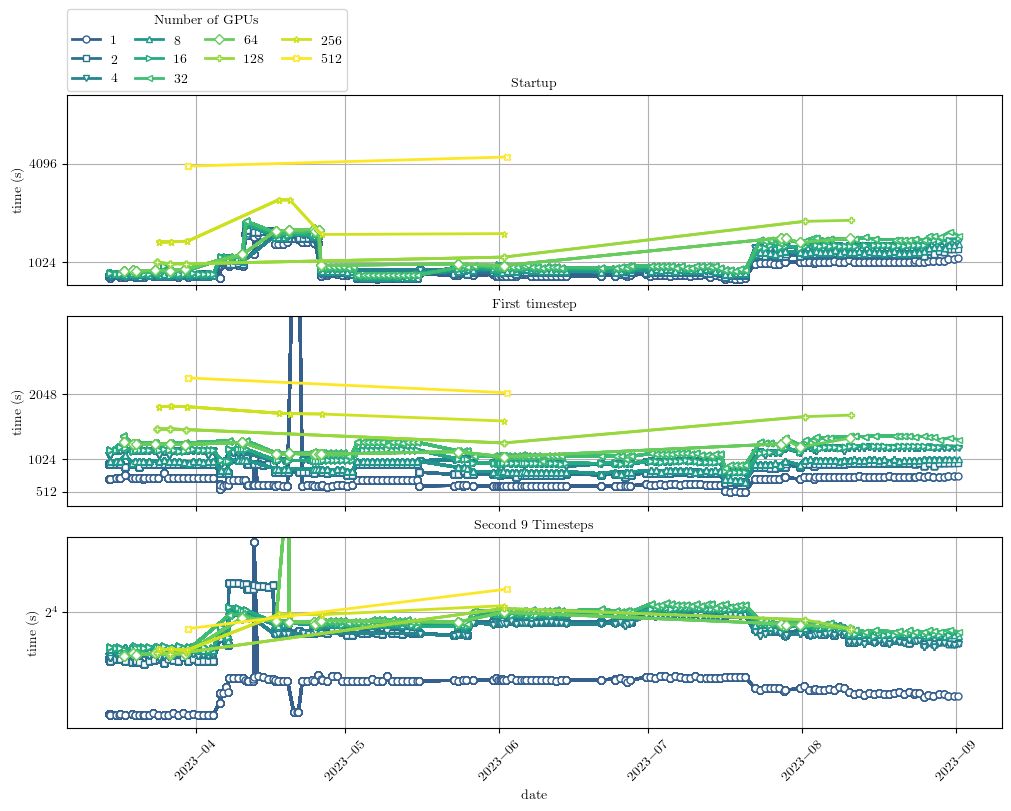 Number of GPUs
1 8 64 256
2 16 128 512
4 32
Startup
4096
1024
time (s)
First timestep
2048
1024
512
time (s)
Second 9 Timesteps
2⁴
time (s)
2023-04 2023-05 2023-06 2023-07 2023-08 2023-09
date